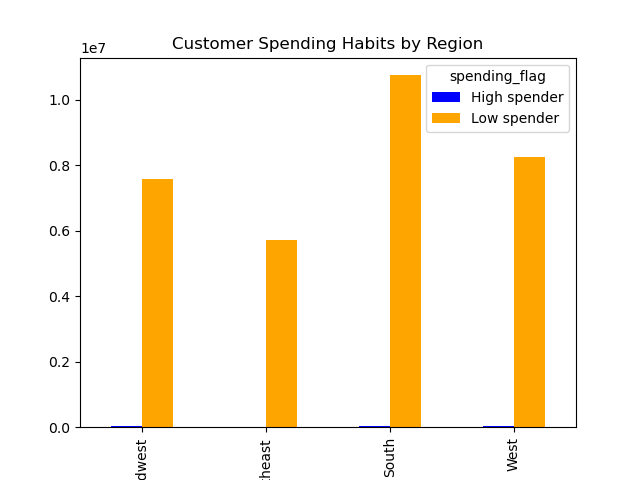 Customer Spending Habits by Region
1e7
spending_flag
High spender
Low spender
1.0
0.8
0.6
0.4
0.2
0.0
dwest
theast
South
West